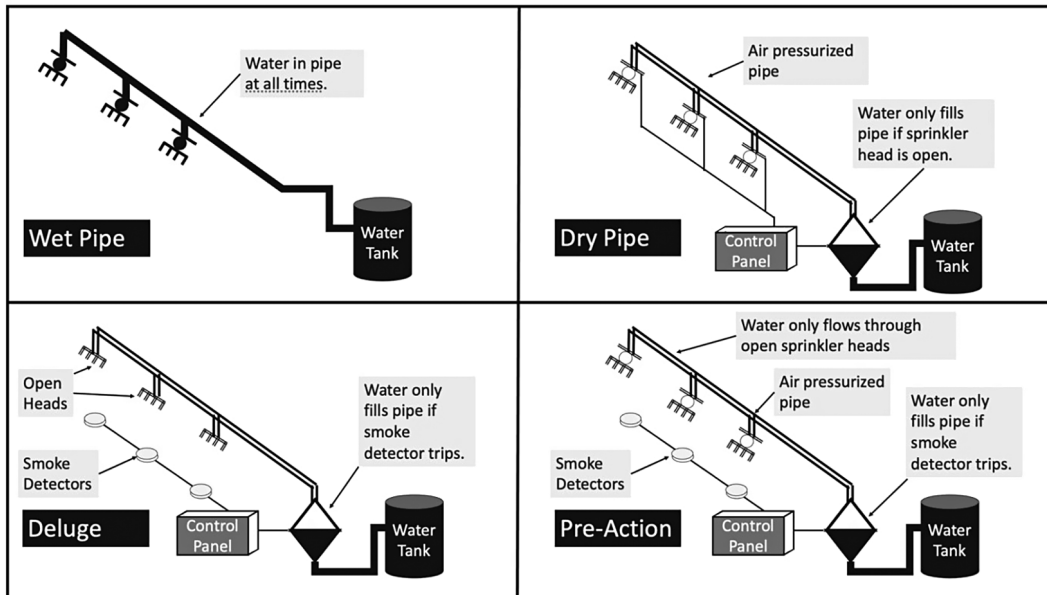 Water in pipe
at all times.
Wet Pipe
Water
Tank
Air pressurized
pipe
Water only fills
pipe if sprinkler
head is open.
Dry Pipe
Control
Panel
Water
Tank
Open
Heads
Water only
fills pipe if
smoke
detector trips.
Smoke
Detectors
Deluge
Control
Panel
Water
Tank
Water only flows through
open sprinkler heads
Air pressurized
pipe
Water only
fills pipe if
smoke
detector trips.
Smoke
Detectors
Pre-Action
Control
Panel
Water
Tank